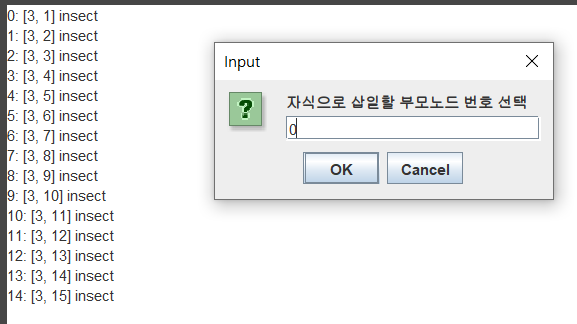 0: [3, 1] insect
1: [3, 2] insect
2: [3, 3] insect
3: [3, 4] insect
4: [3, 5] insect
5: [3, 6] insect
6: [3, 7] insect
7: [3, 8] insect
8: [3, 9] insect
9: [3, 10] insect
10: [3, 11] insect
11: [3, 12] insect
12: [3, 13] insect
13: [3, 14] insect
14: [3, 15] insect
Input
?
자식으로 삽일할 부모노드 번호 선택
0
OK Cancel